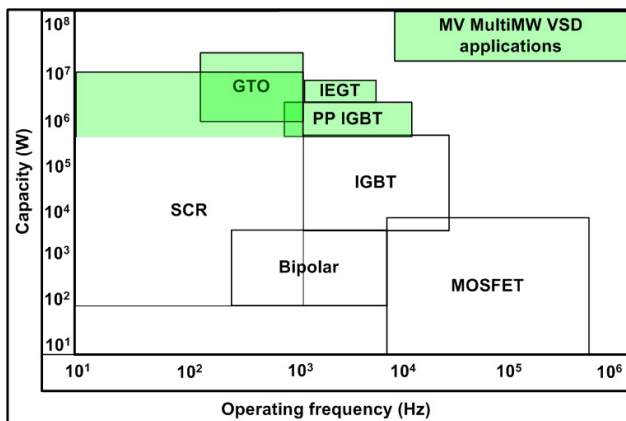 10⁸
MV MultiMW VSD
applications
10⁷
GTO
IEGT
10⁶
PP IGBT
10⁵
IGBT
10⁴
SCR
10³
Bipolar
MOSFET
10²
10¹
10¹ 10² 10³ 10⁴ 10⁵ 10⁶
Capacity (W)
Operating frequency (Hz)